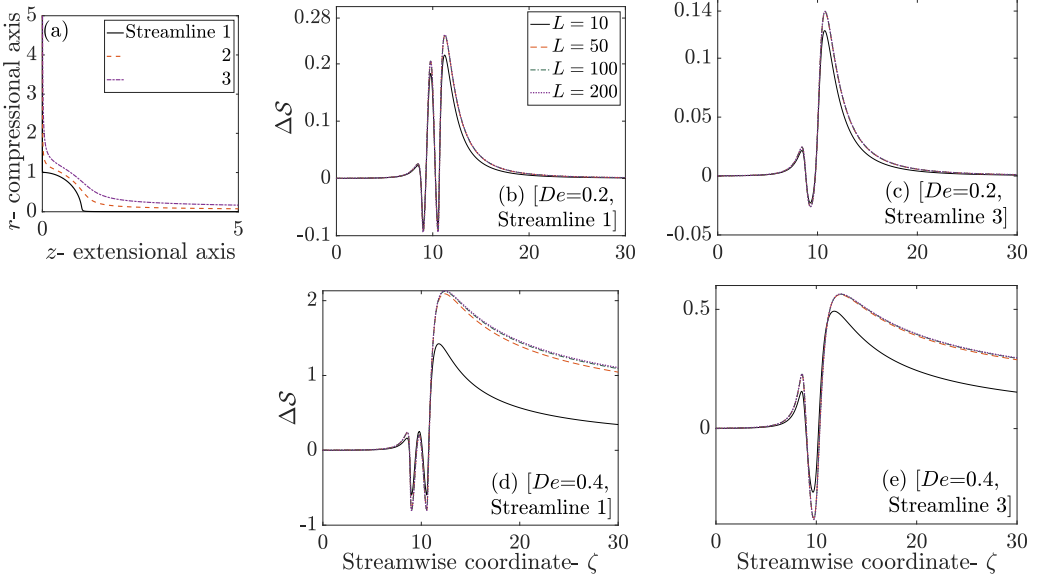 (a)
Streamline 1
2
3
5
4
3
2
1
0
0
5
r- compressional axis
z- extensional axis
L = 10
L = 50
L = 100
L = 200
0.28
0.2
0.1
0
-0.1
ΔS
0
10
20
30
(b) [De=0.2,
Streamline 1]
0.14
0.1
0.05
0
-0.05
0
10
20
30
(c) [De=0.2,
Streamline 3]
2
1
0
-1
ΔS
0
10
20
30
(d) [De=0.4,
Streamline 1]
Streamwise coordinate- ζ
0.5
0
0
10
20
30
(e) [De=0.4,
Streamline 3]
Streamwise coordinate- ζ